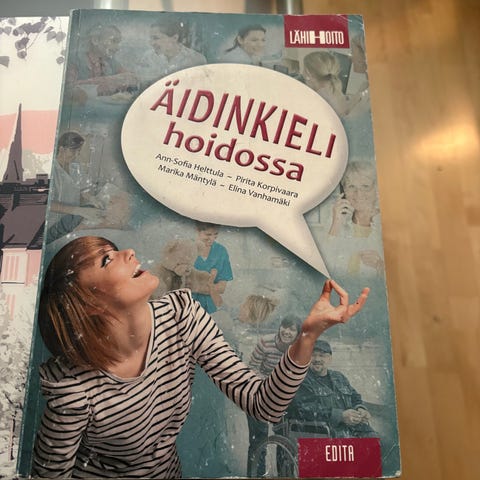 LÄHIHOITO
ÄIDINKIELI
hoidossa
Ann-Sofia Helttula – Pirita Korpivaara
Marika Mäntylä – Elina Vanhamäki
EDITA